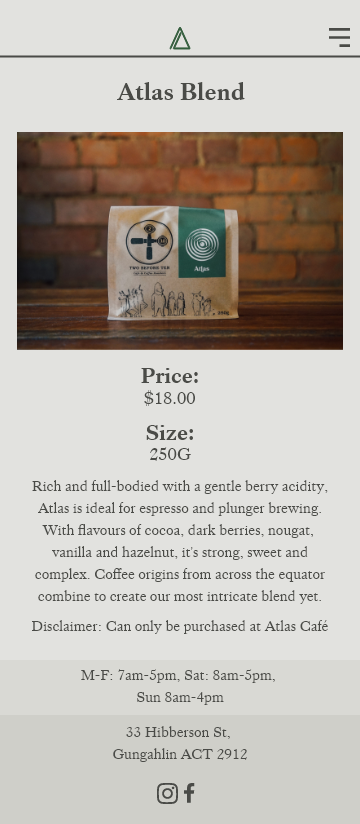 Atlas Blend
TWO BEFORE TEN
Atlas
250g
Price:
$18.00
Size:
250G
Rich and full-bodied with a gentle berry acidity,
Atlas is ideal for espresso and plunger brewing.
With flavours of cocoa, dark berries, nougat,
vanilla and hazelnut, it's strong, sweet and
complex. Coffee origins from across the equator
combine to create our most intricate blend yet.
Disclaimer: Can only be purchased at Atlas Café
M-F: 7am-5pm, Sat: 8am-5pm,
Sun 8am-4pm
33 Hibberson St,
Gungahlin ACT 2912